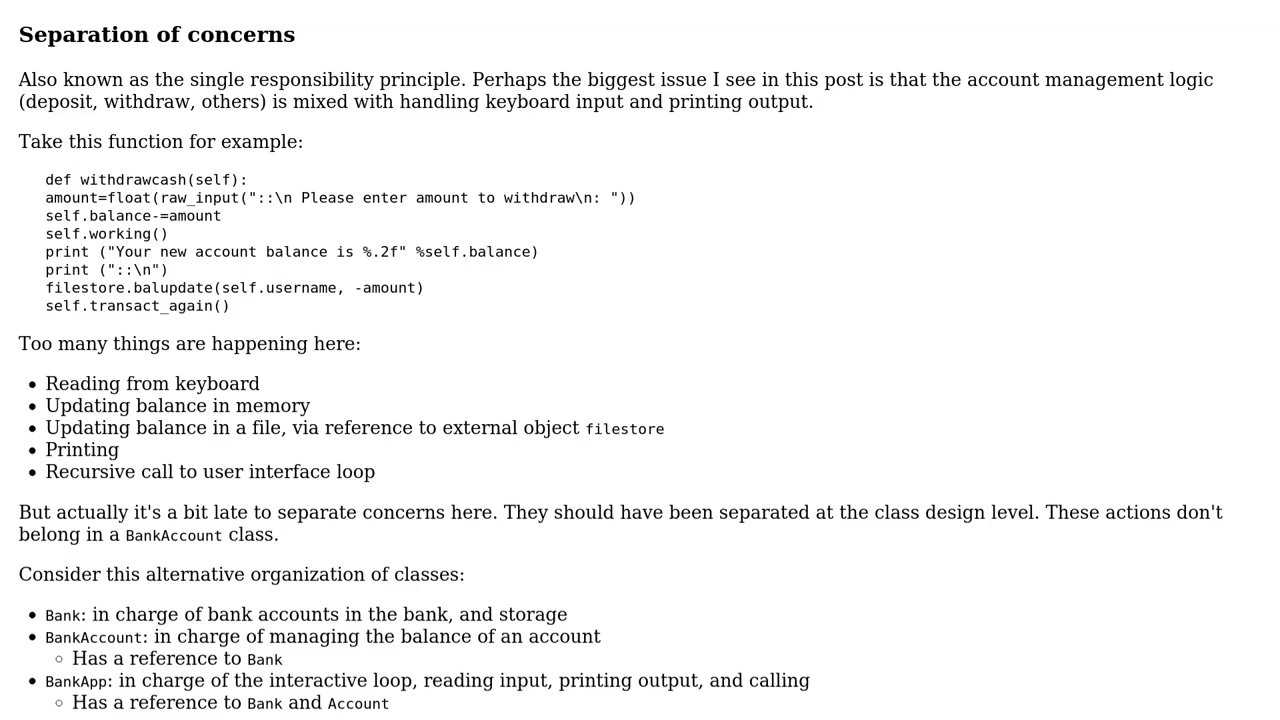 Separation of concerns
Also known as the single responsibility principle. Perhaps the biggest issue I see in this post is that the account management logic
(deposit, withdraw, others) is mixed with handling keyboard input and printing output.
Take this function for example:
def withdrawcash(self):
amount=float(raw_input("::\n Please enter amount to withdraw\n: "))
self.balance-=amount
self.working()
print ("Your new account balance is %.2f" %self.balance)
print ("::\n")
filestore.balupdate(self.username, -amount)
self.transact_again()
Too many things are happening here:
• Reading from keyboard
• Updating balance in memory
• Updating balance in a file, via reference to external object filestore
• Printing
• Recursive call to user interface loop
But actually it's a bit late to separate concerns here. They should have been separated at the class design level. These actions don't
belong in a BankAccount class.
Consider this alternative organization of classes:
• Bank: in charge of bank accounts in the bank, and storage
• BankAccount: in charge of managing the balance of an account
◦ Has a reference to Bank
• BankApp: in charge of the interactive loop, reading input, printing output, and calling
◦ Has a reference to Bank and Account